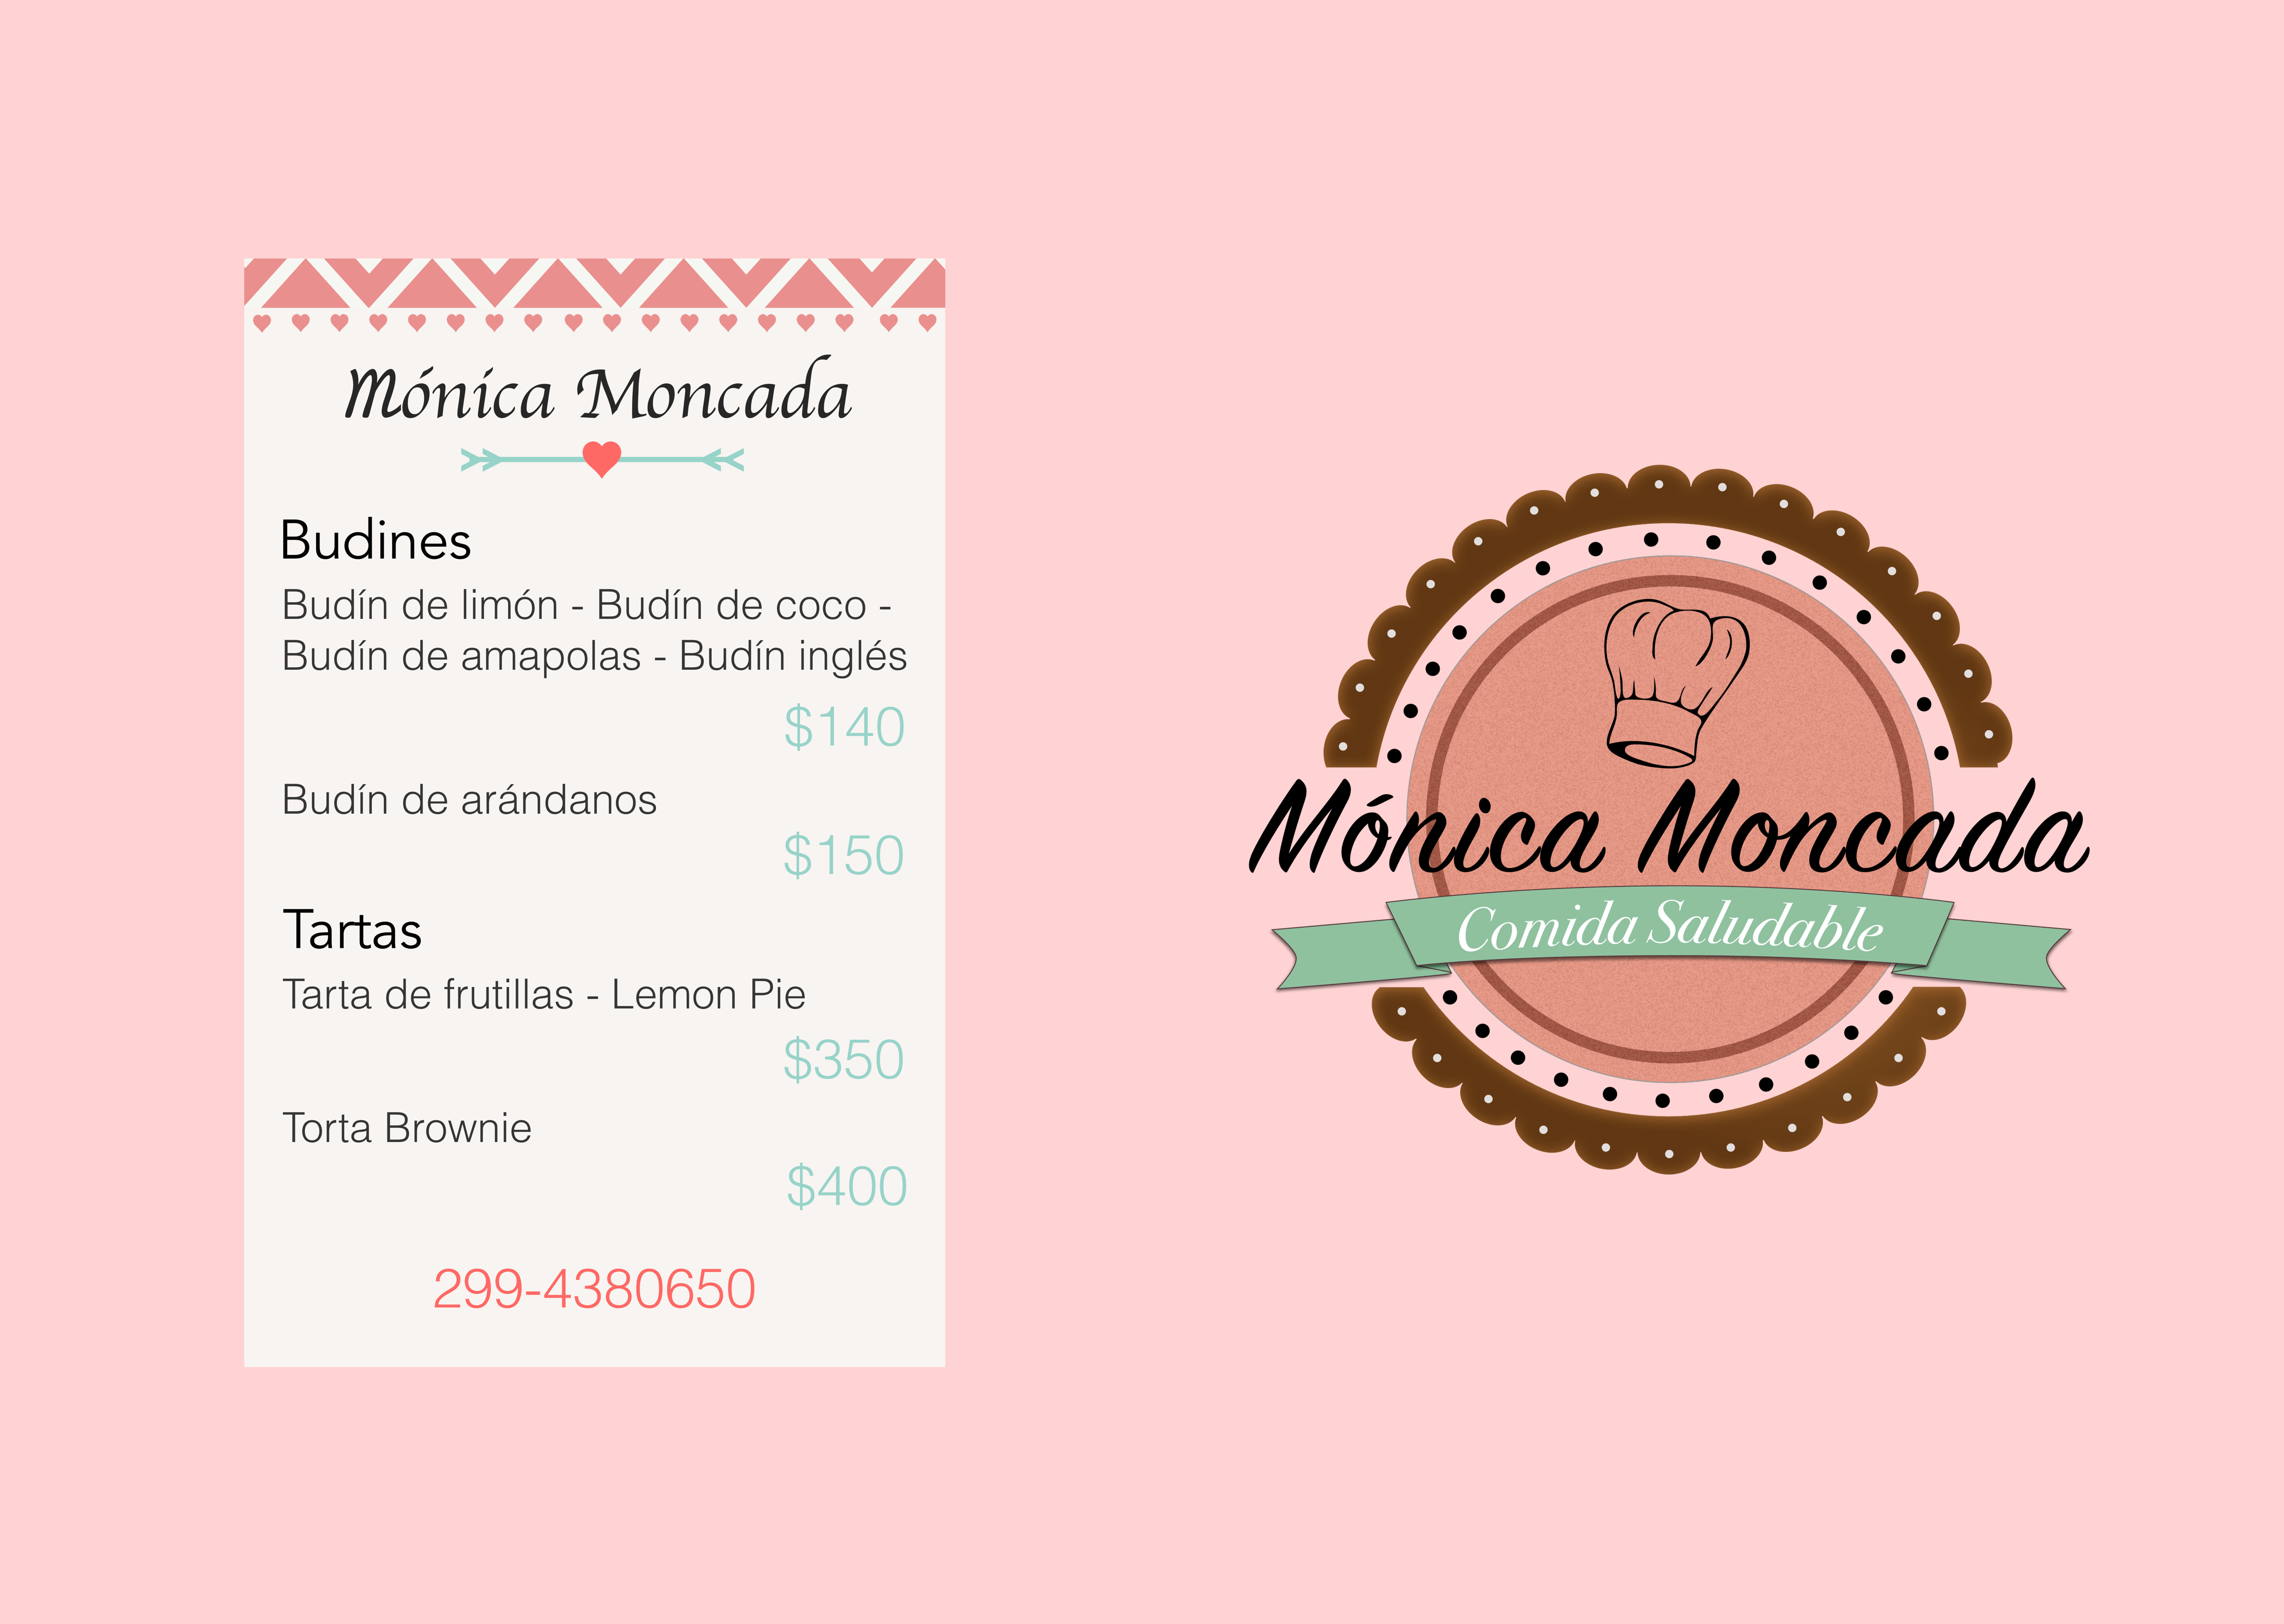 Mónica Moncada
Budines
Budín de limón - Budín de coco -
Budín de amapolas - Budín inglés
$140
Budín de arándanos
$150
Tartas
Tarta de frutillas - Lemon Pie
$350
Torta Brownie
$400
299-4380650
Mónica Moncada
Comida Saludable